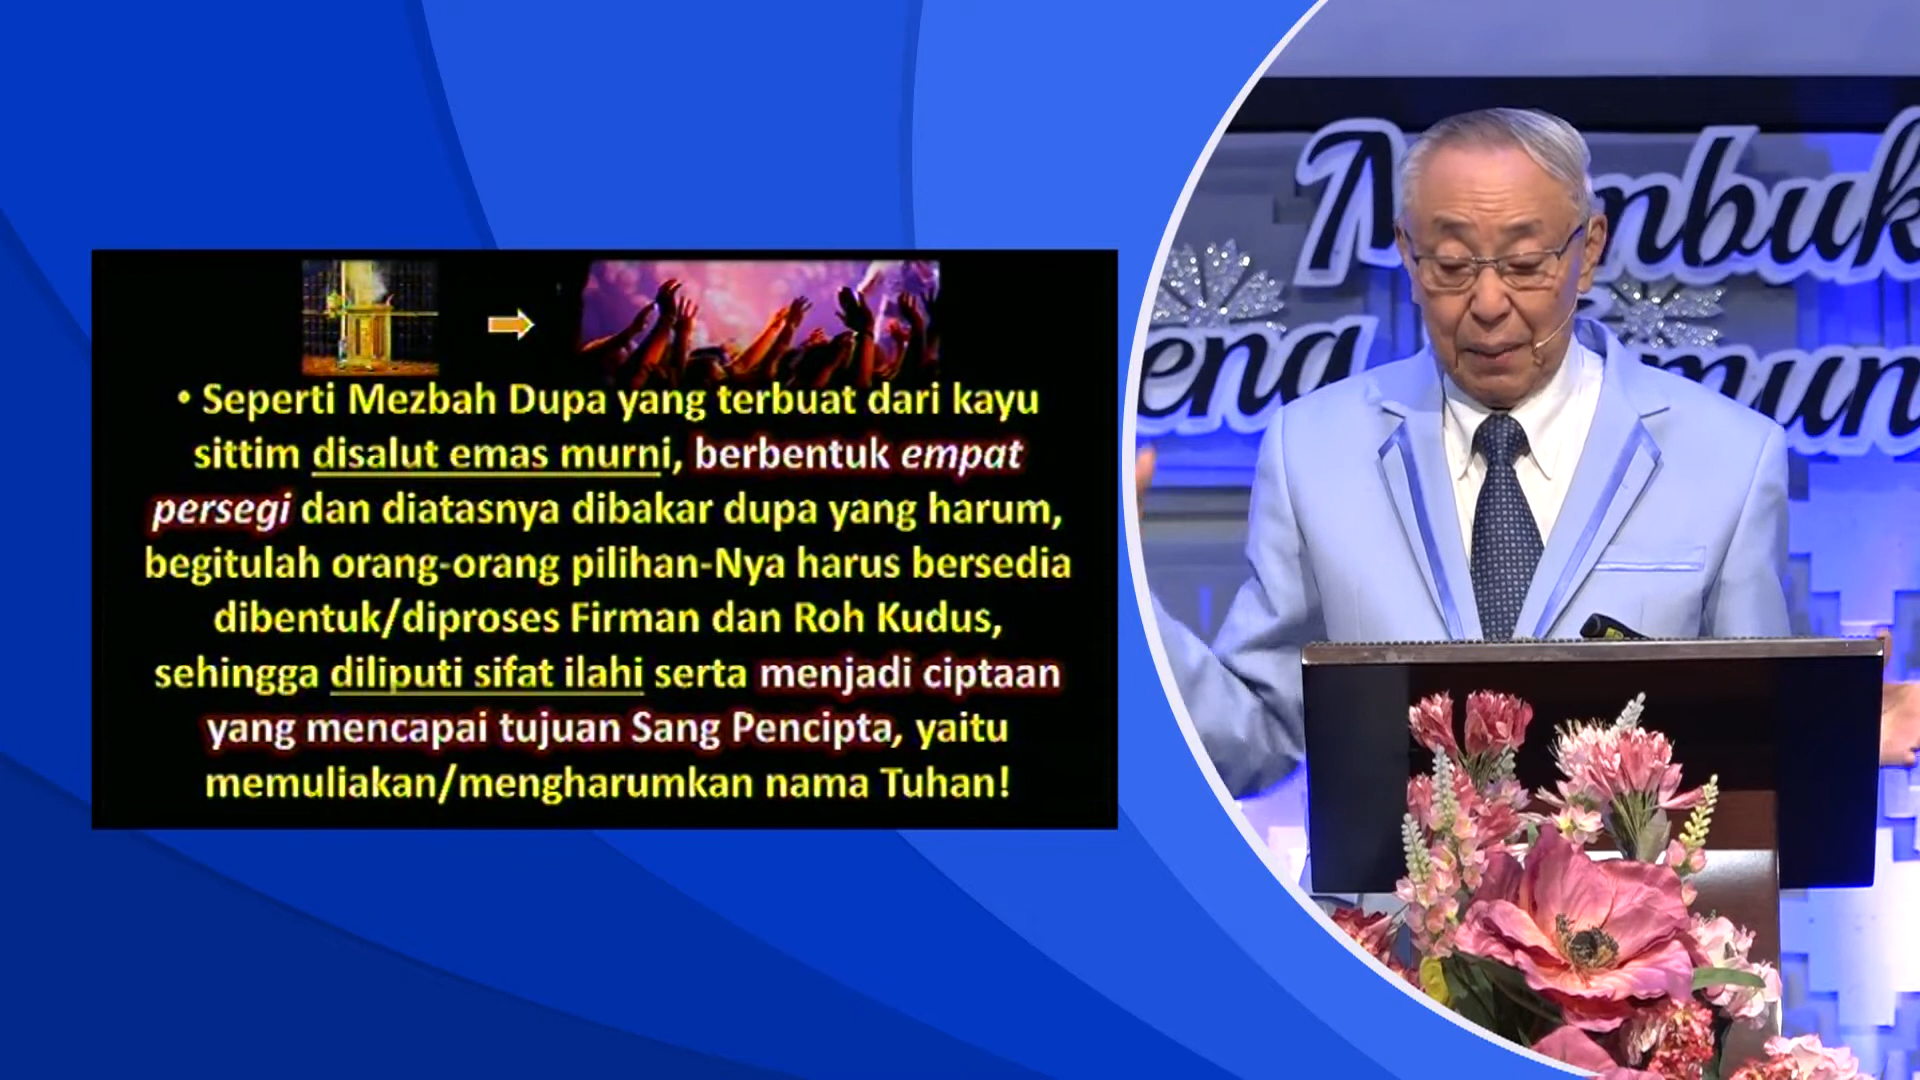 • Seperti Mezbah Dupa yang terbuat dari kayu
sittim disalut emas murni, berbentuk empat
persegi dan diatasnya dibakar dupa yang harum,
begitulah orang-orang pilihan-Nya harus bersedia
dibentuk/diproses Firman dan Roh Kudus,
sehingga diliputi sifat ilahi serta menjadi ciptaan
yang mencapai tujuan Sang Pencipta, yaitu
memuliakan/mengharumkan nama Tuhan!